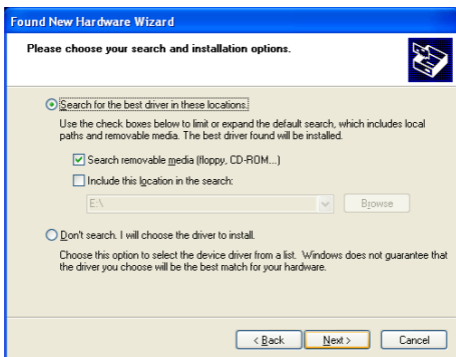 Found New Hardware Wizard
Please choose your search and installation options.
Search for the best driver in these locations.
Use the check boxes below to limit or expand the default search, which includes local
paths and removable media. The best driver found will be installed.
Search removable media (floppy, CD-ROM...)
Include this location in the search:
E:\
Browse
Don't search. I will choose the driver to install.
Choose this option to select the device driver from a list. Windows does not guarantee that
the driver you choose will be the best match for your hardware.
< Back
Next >
Cancel